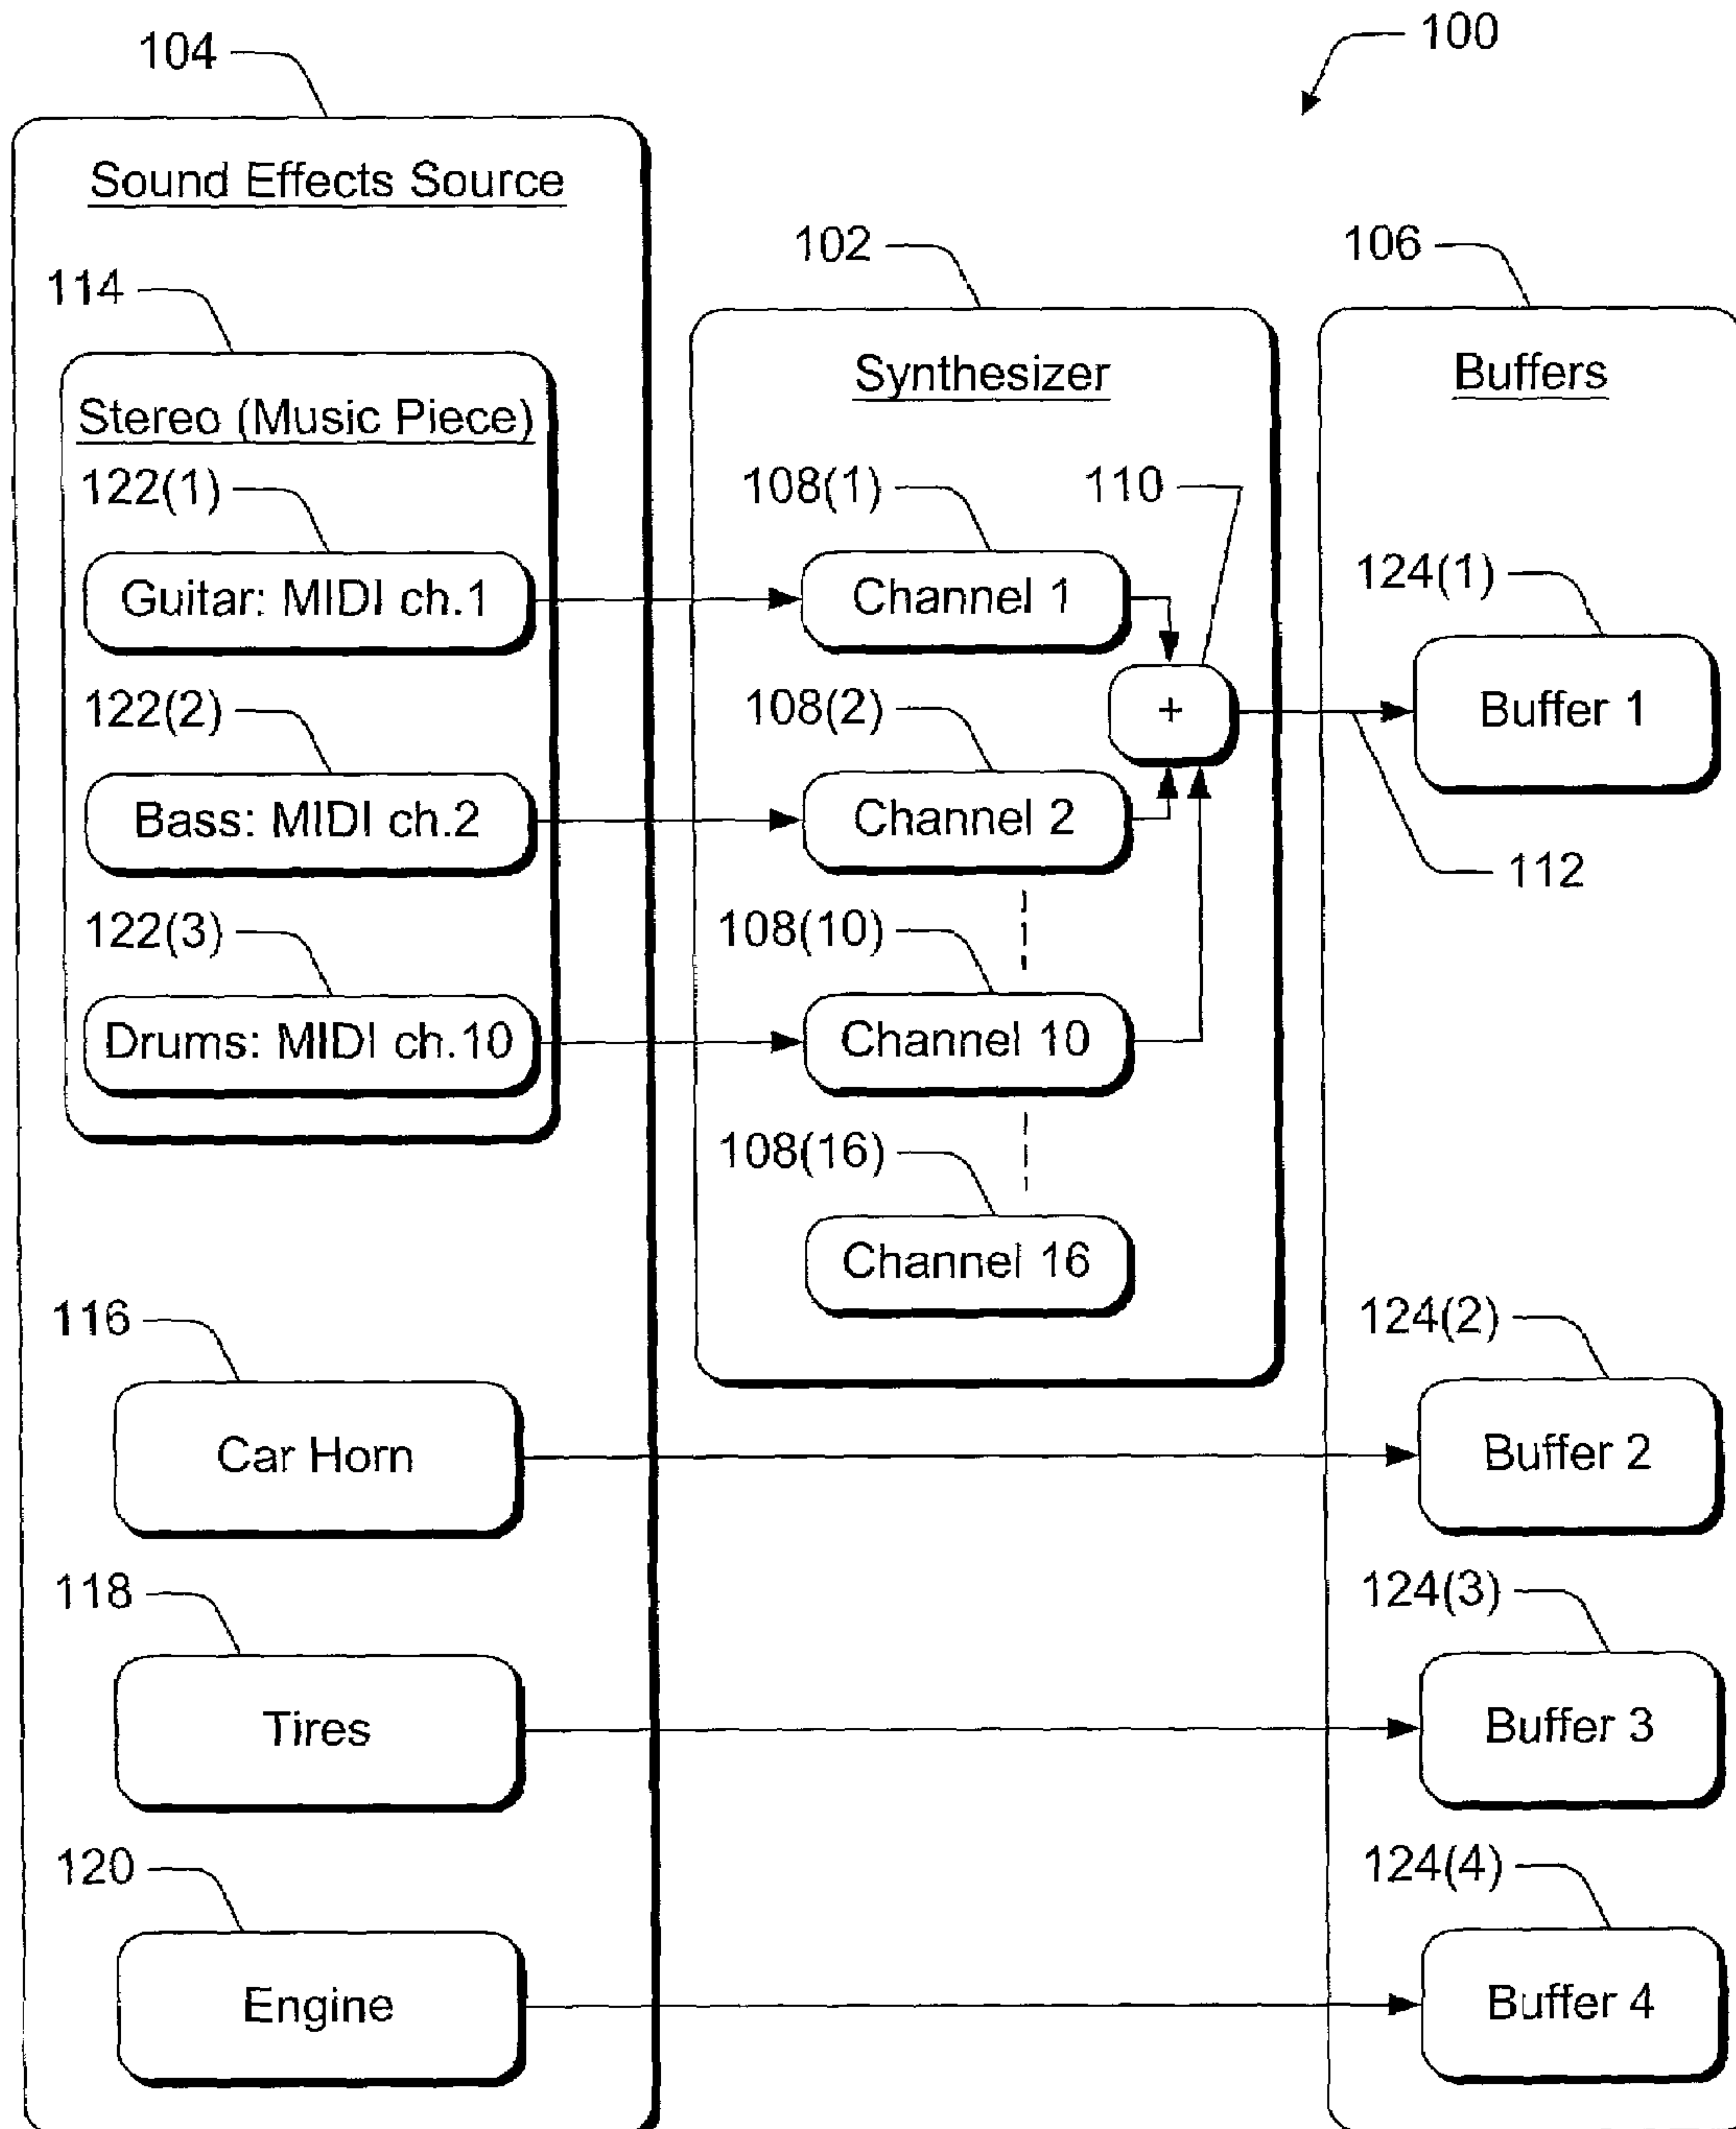 100
104
Sound Effects Source
102
106
114
Synthesizer
Buffers
Stereo (Music Piece)
122(1)
108(1)
110
124(1)
Guitar: MIDI ch.1
Channel 1
Buffer 1
+
122(2)
108(2)
112
Bass: MIDI ch.2
Channel 2
122(3)
108(10)
Drums: MIDI ch.10
Channel 10
108(16)
Channel 16
116
124(2)
Car Horn
Buffer 2
118
124(3)
Tires
Buffer 3
120
124(4)
Engine
Buffer 4